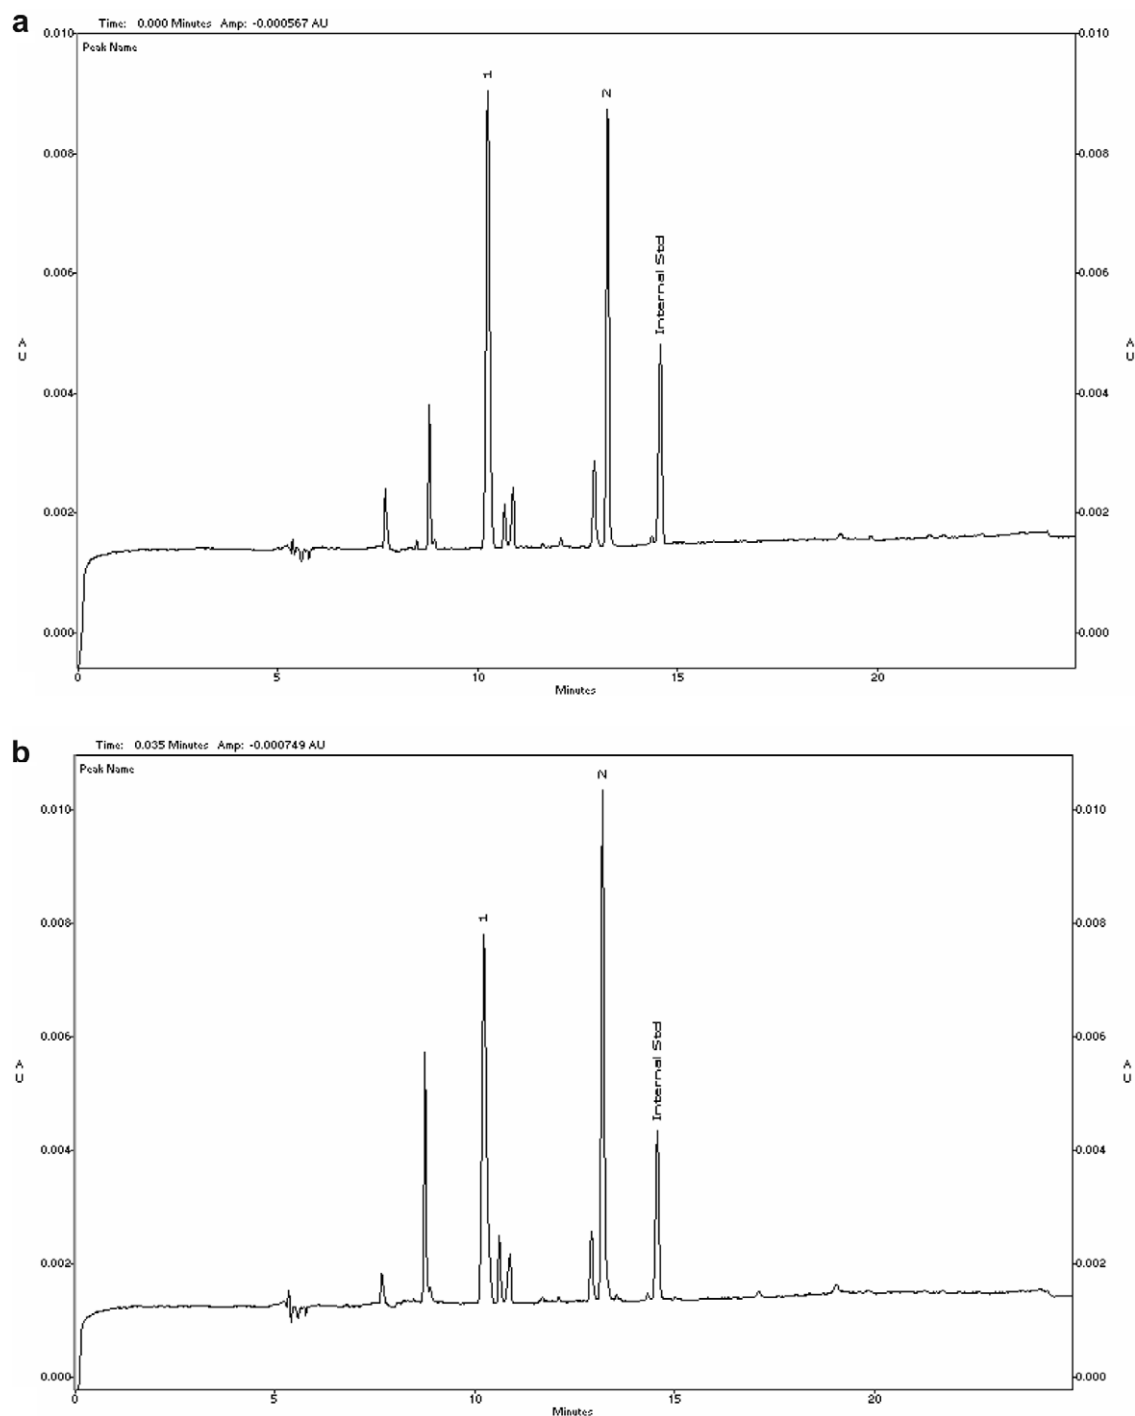 a
Time: 0.000 Minutes Amp: -0.000567 AU
0.010 0.010
Peak Name
1
2
0.008 0.008
Internal Std
0.006 0.006
A A
U U
0.004 0.004
0.002 0.002
0.000 0.000
0 5 10 15 20
Minutes
b
Time: 0.035 Minutes Amp: -0.000749 AU
Peak Name
2
0.010 0.010
1
0.008 0.008
Internal Std
0.006 0.006
A A
U U
0.004 0.004
0.002 0.002
0.000 0.000
0 5 10 15 20
Minutes